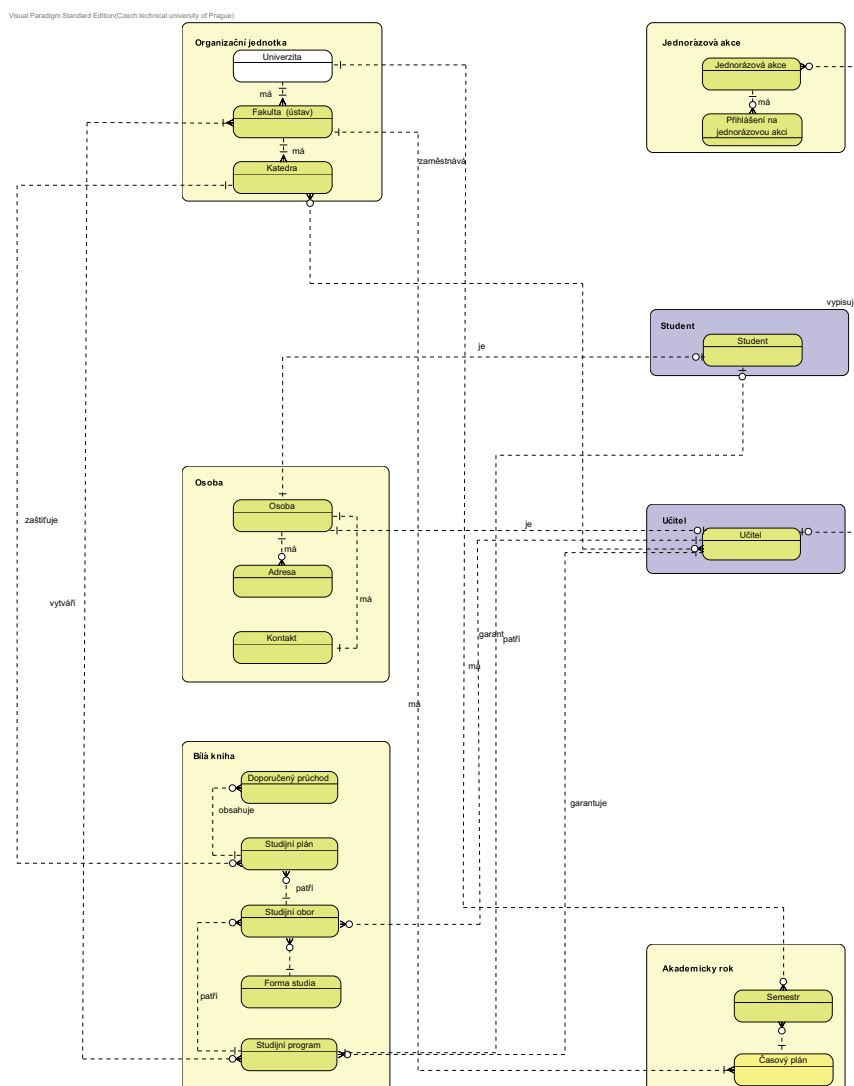 Visual Paradigm Standard Edition(Czech technical university of Prague)
Organizační jednotka
Univerzita
má
Fakulta (ústav)
má
Katedra
Jednorázová akce
Jednorázová akce
má
Přihlášení na
jednorázovou akci
zaměstnává
vypisuj
Student
Student
je
Osoba
Osoba
má
Adresa
má
Kontakt
Učitel
Učitel
je
zaštiťuje
vytváří
garant
patří
má
má
Bílá kniha
Doporučený průchod
obsahuje
Studijní plán
patří
Studijní obor
Forma studia
patří
Studijní program
garantuje
Akademicky rok
Semestr
Časový plán